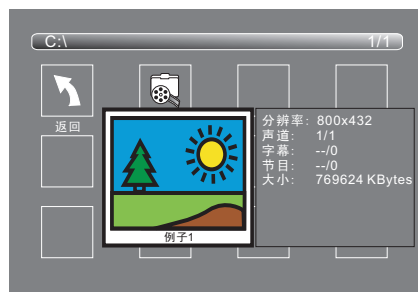 C:\ 1/1
返回
分辨率: 800x432
声道: 1/1
字幕: --/0
节目: --/0
大小: 769624 KBytes
例子1